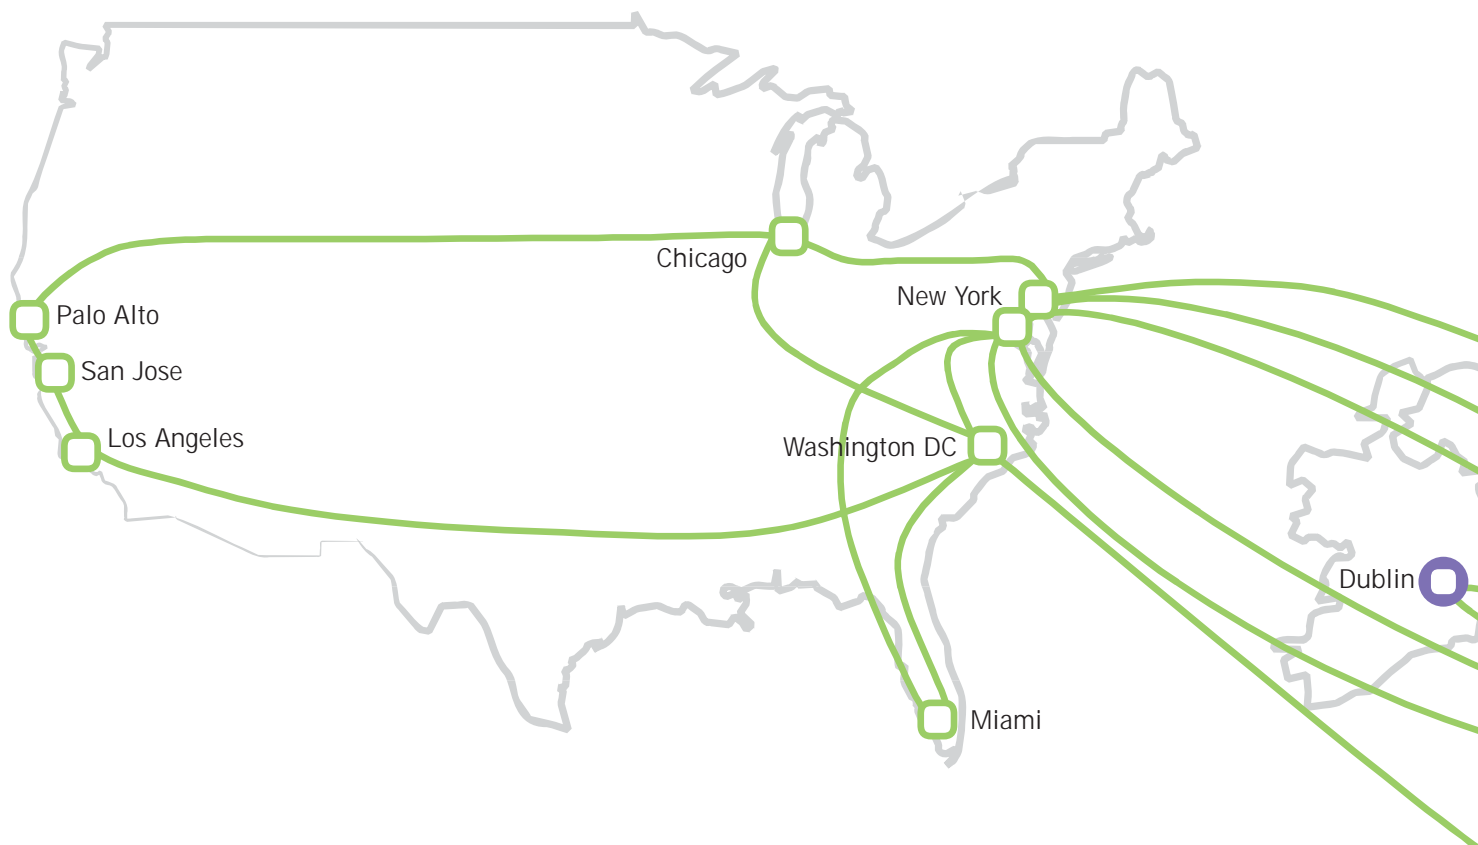 Chicago
New York
Palo Alto
San Jose
Los Angeles
Washington DC
Dublin
Miami